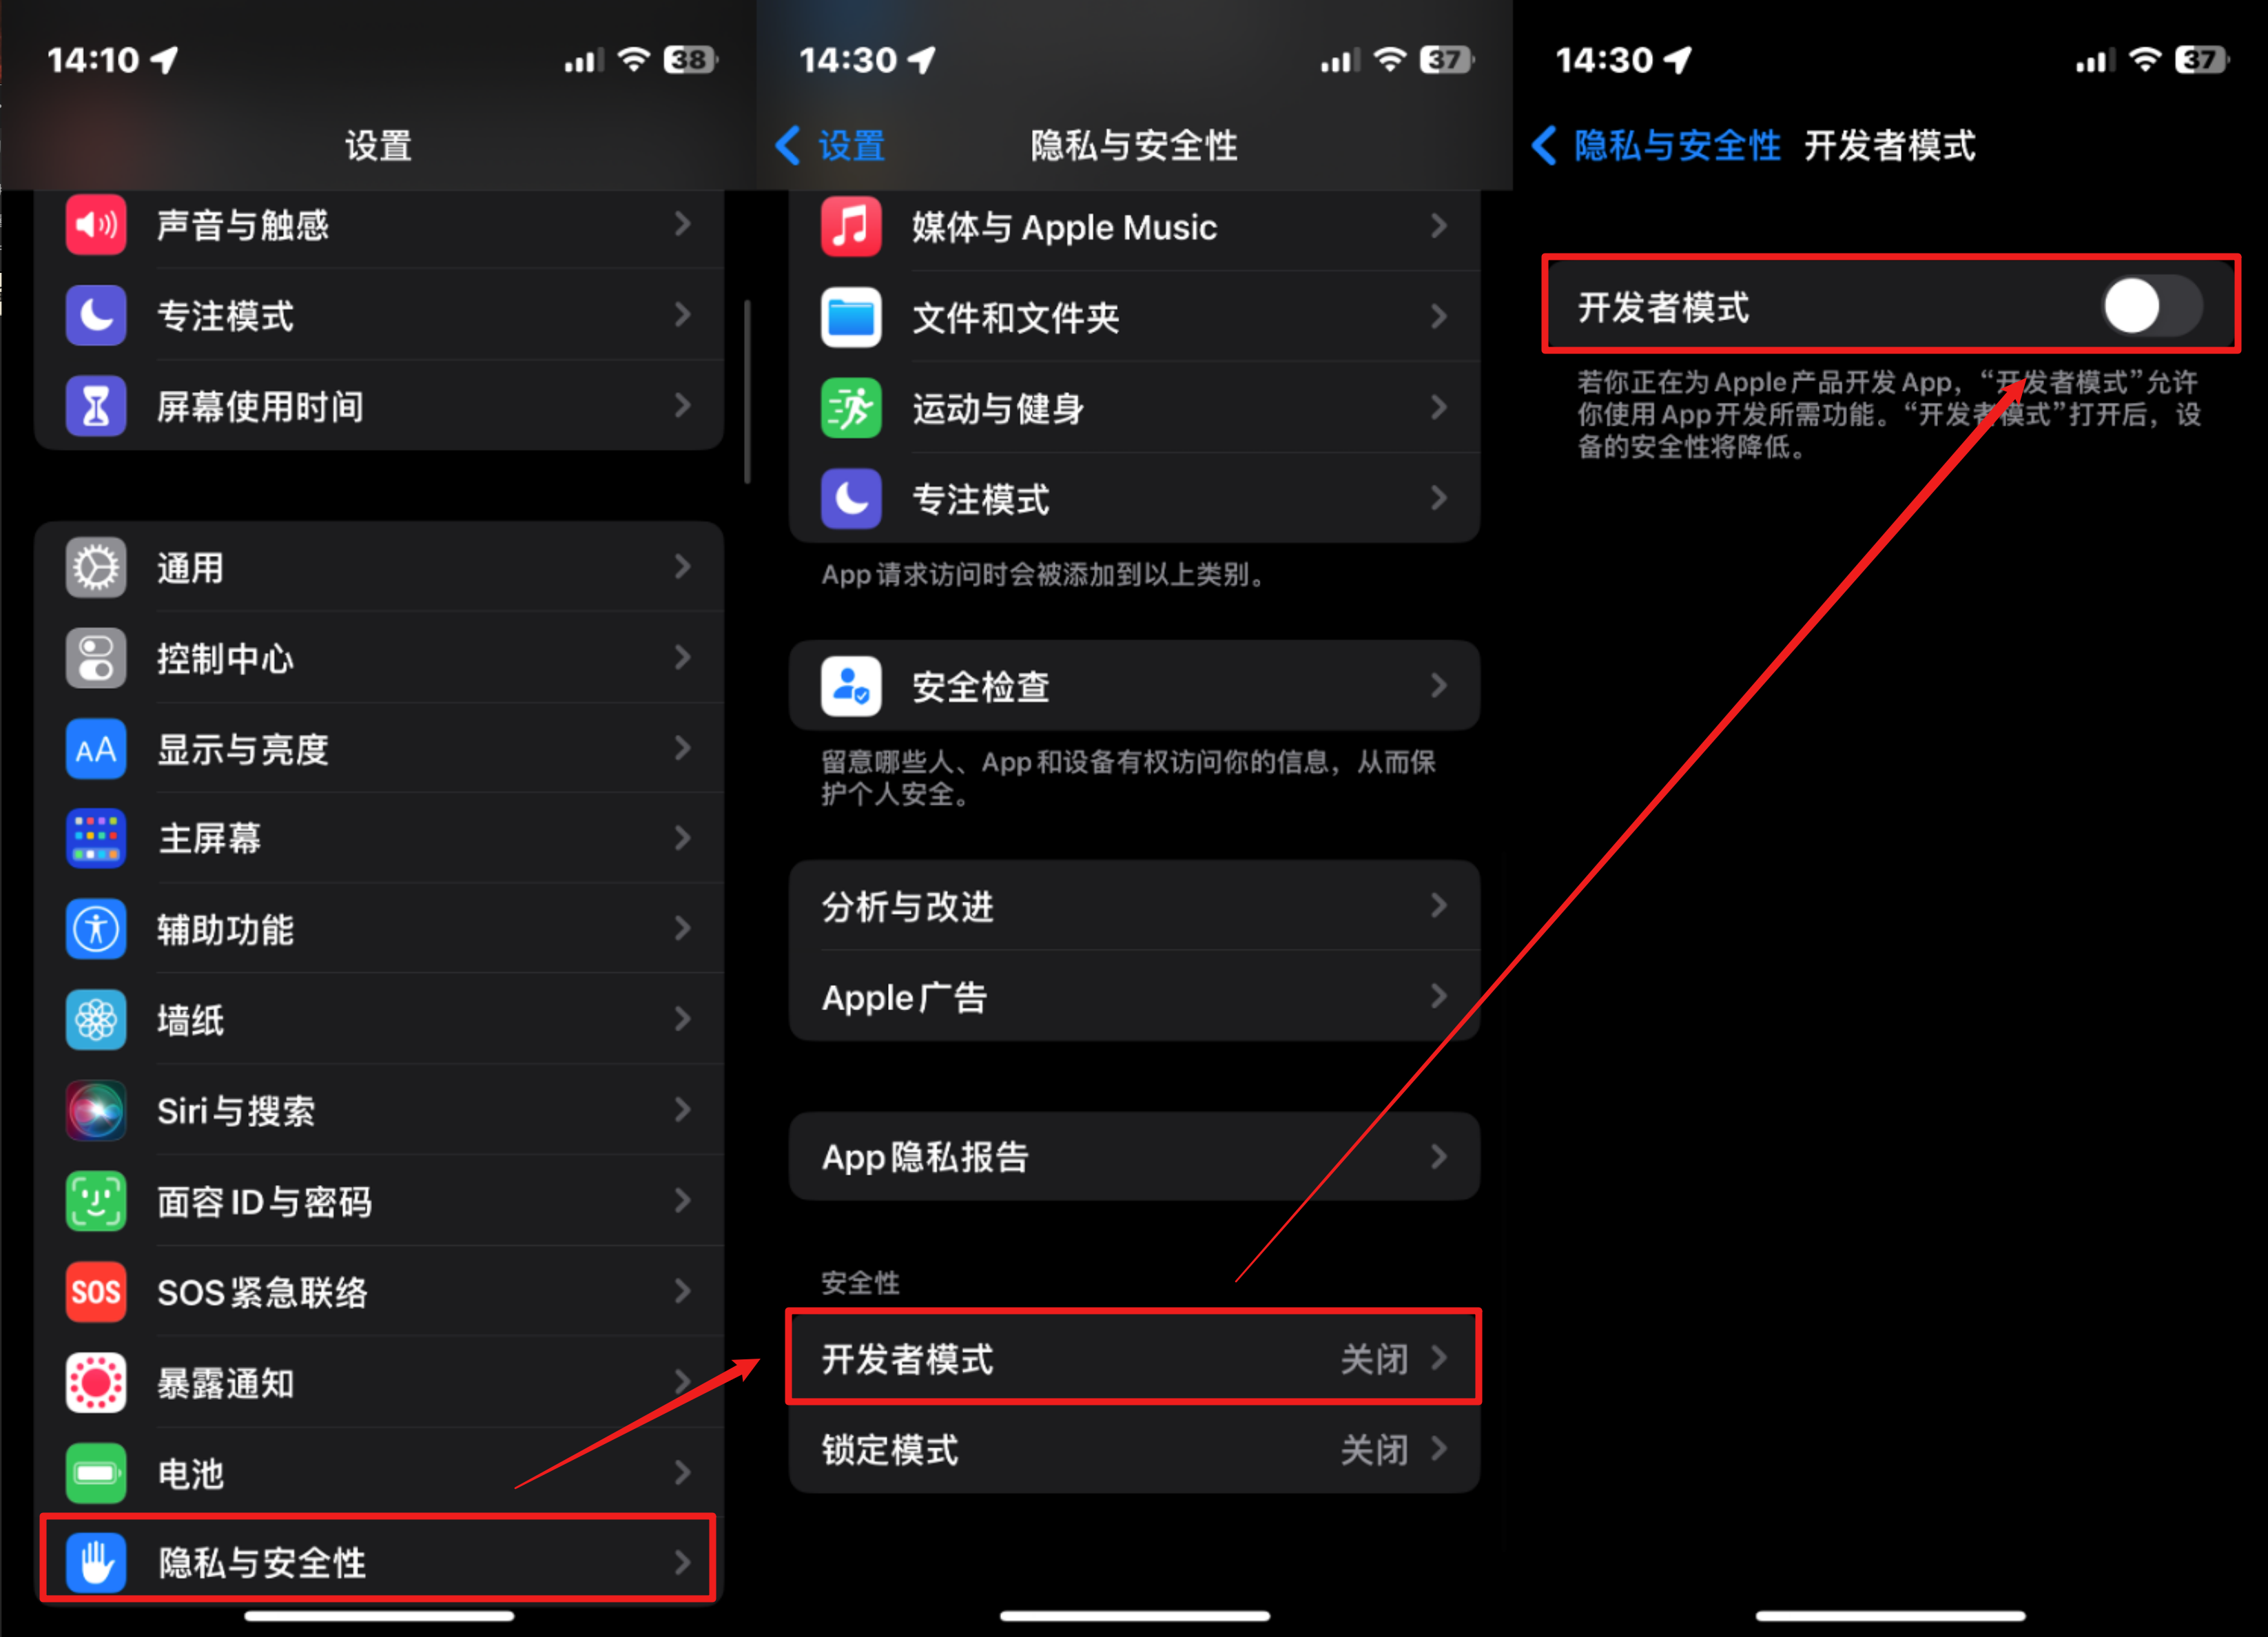 14:10
38
设置
声音与触感
专注模式
屏幕使用时间
通用
控制中心
AA
显示与亮度
主屏幕
辅助功能
墙纸
Siri与搜索
面容ID与密码
SOS
SOS紧急联络
暴露通知
电池
隐私与安全性
14:30
37
设置
隐私与安全性
媒体与 Apple Music
文件和文件夹
运动与健身
专注模式
App 请求访问时会被添加到以上类别。
安全检查
留意哪些人、App和设备有权访问你的信息，从而保
护个人安全。
分析与改进
Apple广告
App隐私报告
安全性
开发者模式
关闭
锁定模式
关闭
14:30
37
隐私与安全性
开发者模式
开发者模式
若你正在为Apple产品开发App，“开发者模式”允许
你使用App开发所需功能。“开发者模式”打开后，设
备的安全性将降低。